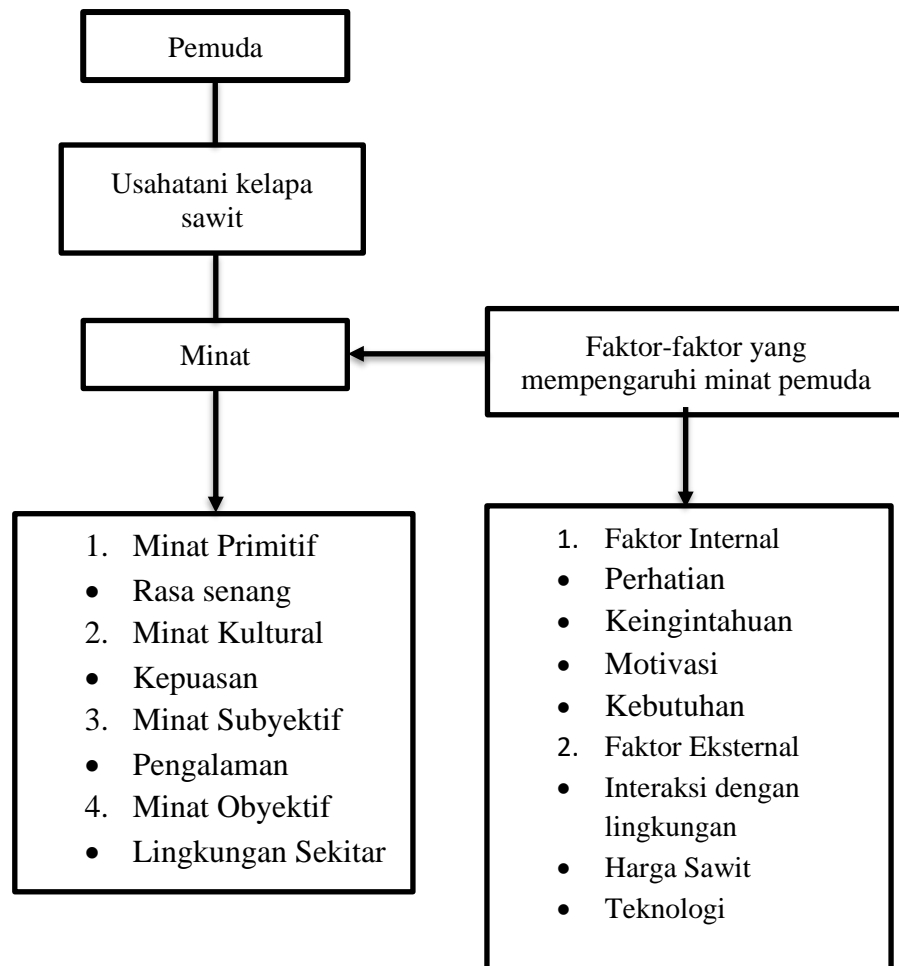 Pemuda
Usahatani kelapa
sawit
Minat
Faktor-faktor yang
mempengaruhi minat pemuda
1. Minat Primitif
• Rasa senang
2. Minat Kultural
• Kepuasan
3. Minat Subyektif
• Pengalaman
4. Minat Obyektif
• Lingkungan Sekitar
1. Faktor Internal
• Perhatian
• Keingintahuan
• Motivasi
• Kebutuhan
2. Faktor Eksternal
• Interaksi dengan
lingkungan
• Harga Sawit
• Teknologi